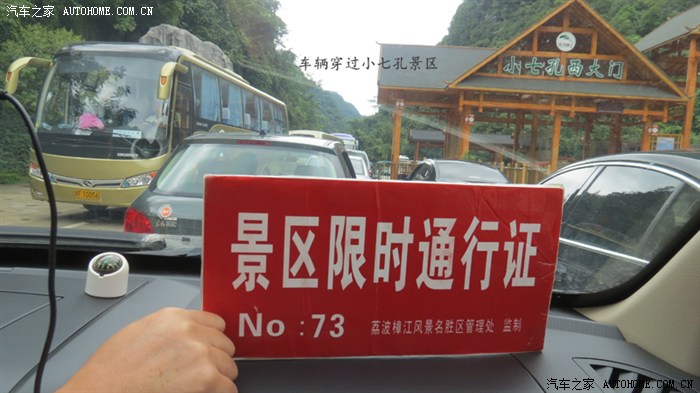 汽车之家 AUTOHOME.COM.CN
车辆穿过小七孔景区
小七孔西大门
景区限时通行证
No : 73 荔波樟江风景名胜区管理处 监制
汽车之家 AUTOHOME.COM.CN